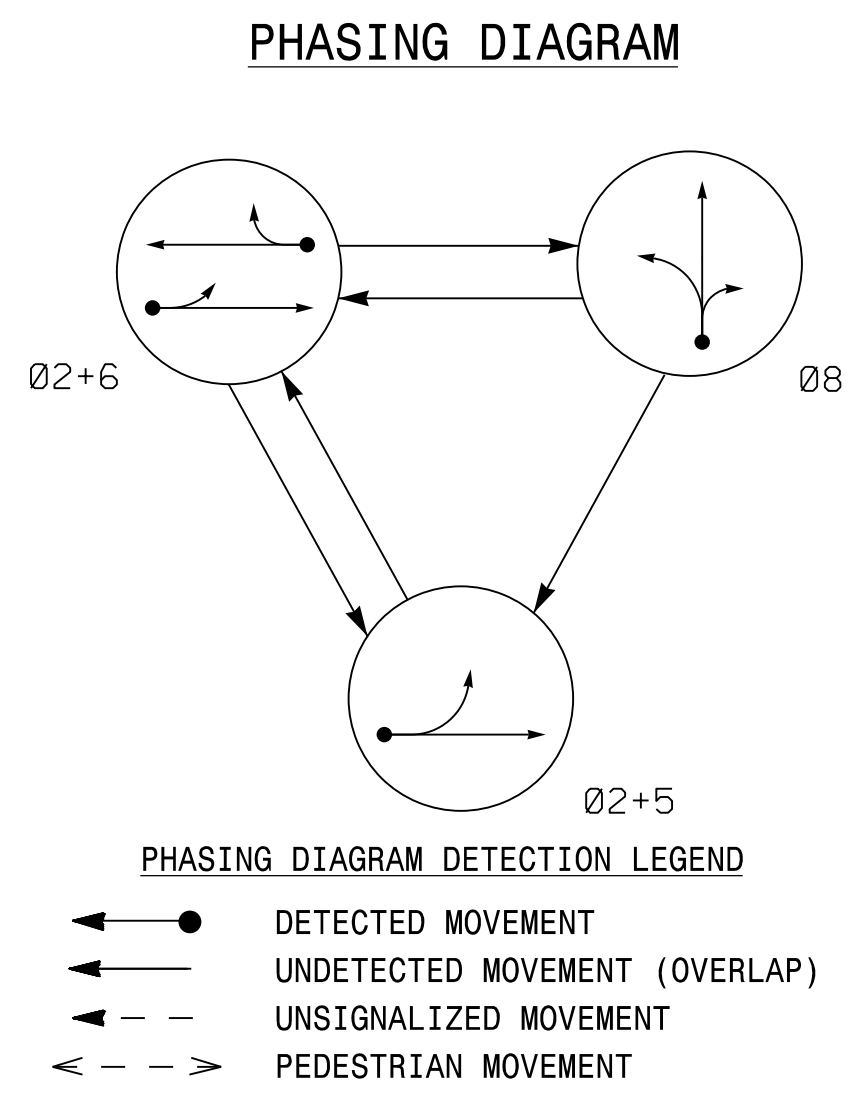 PHASING DIAGRAM
Ø2+6
Ø8
Ø2+5
PHASING DIAGRAM DETECTION LEGEND
DETECTED MOVEMENT
UNDETECTED MOVEMENT (OVERLAP)
UNSIGNALIZED MOVEMENT
PEDESTRIAN MOVEMENT